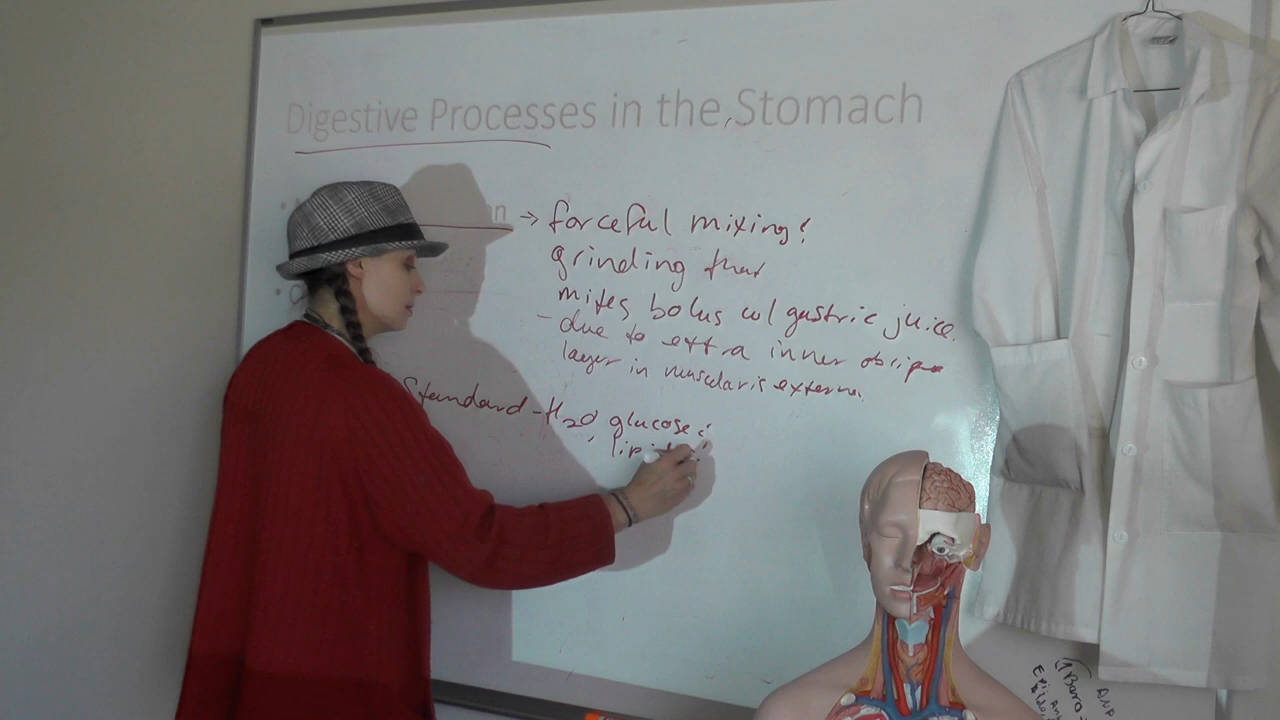 Digestive Processes in the Stomach
→ forceful mixing &
grinding that
mixes bolus w/ gastric juice.
- due to extra inner oblique
layer in muscularis externa.
Standard - H2O, glucose &